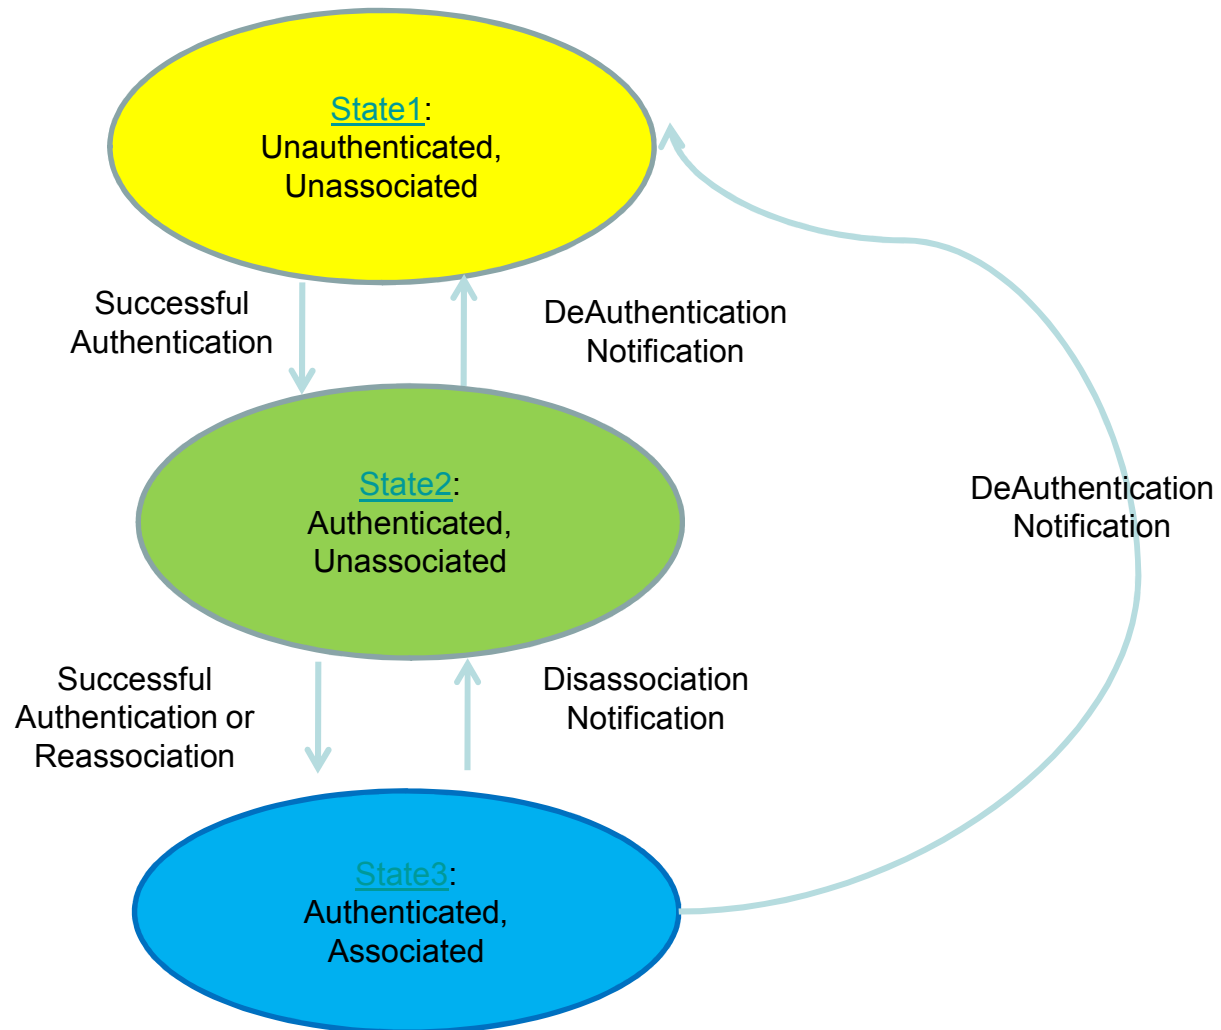 State1:
Unauthenticated,
Unassociated
Successful
Authentication
DeAuthentication
Notification
State2:
Authenticated,
Unassociated
DeAuthentication
Notification
Successful
Authentication or
Reassociation
Disassociation
Notification
State3:
Authenticated,
Associated